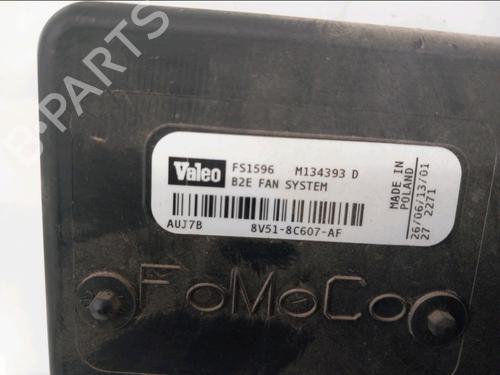 Valeo
FS1596 M134393 D
B2E FAN SYSTEM
AUJ7B 8V51-8C607-AF
MADE IN
POLAND
26/06/13/01
27 2271
FoMoCo
B-PARTS